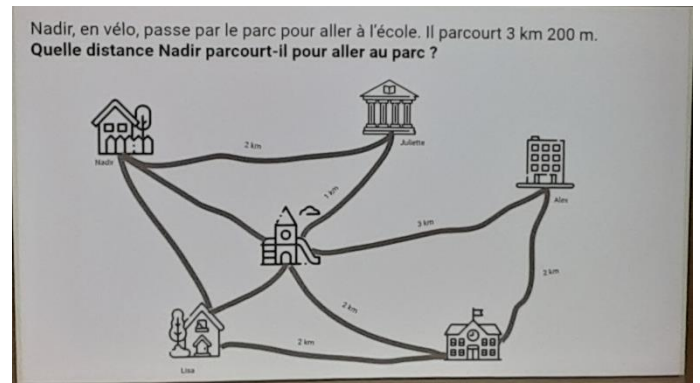 Nadir, en vélo, passe par le parc pour aller à l'école. Il parcourt 3 km 200 m.
Quelle distance Nadir parcourt-il pour aller au parc ?
2 km
Juliette
Nadir
1 km
Alex
3 km
2 km
2 km
2 km
Lisa